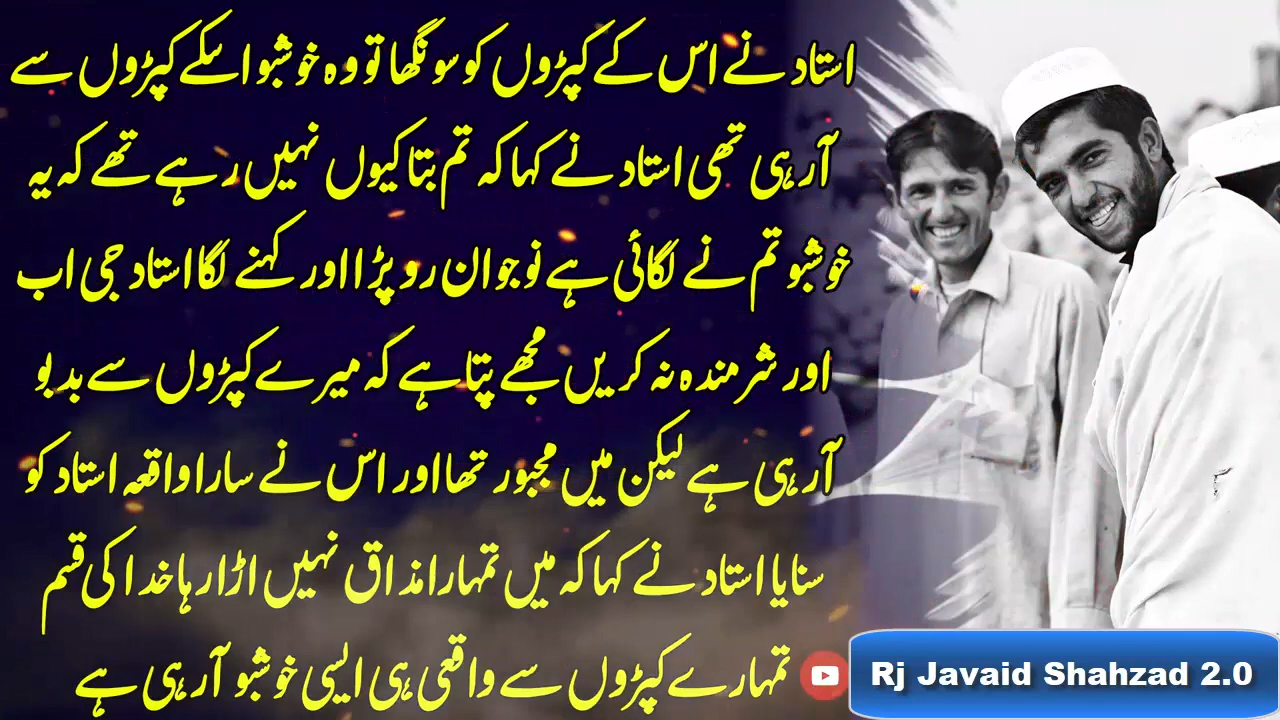 استاد نے اس کے کپڑوں کو سونگھا تو وہ خوشبو اسکے کپڑوں سے
آرہی تھی استاد نے کہا کہ تم بتا کیوں نہیں رہے تھے کہ یہ
خوشبو تم نے لگائی ہے نوجوان رو پڑا اور کہنے لگا استاد جی اب
اور شرمندہ نہ کریں مجھے پتا ہے کہ میرے کپڑوں سے بدبو
آرہی ہے لیکن میں مجبور تھا اور اس نے سارا واقعہ استاد کو
سنایا استاد نے کہا کہ میں تمہارا مذاق نہیں اڑا رہا خدا کی قسم
تمہارے کپڑوں سے واقعی ہی ایسی خوشبو آرہی ہے
Rj Javaid Shahzad 2.0